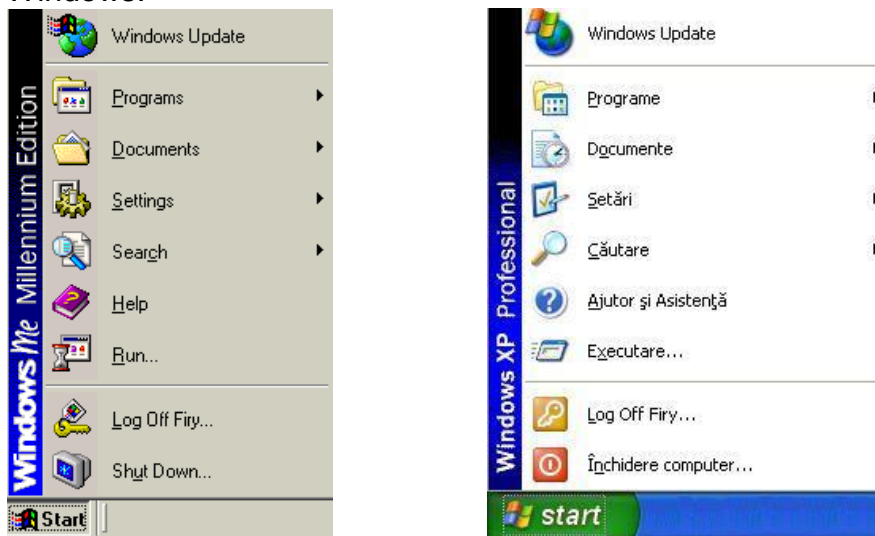 Windows.
Windows Update
Programs
Documents
Settings
Search
Help
Run...
Log Off Firy...
Shut Down...
Windows Me Millennium Edition
Start
Windows Update
Programe
Documente
Setări
Căutare
Ajutor şi Asistenţă
Executare...
Log Off Firy...
Închidere computer...
Windows XP Professional
start